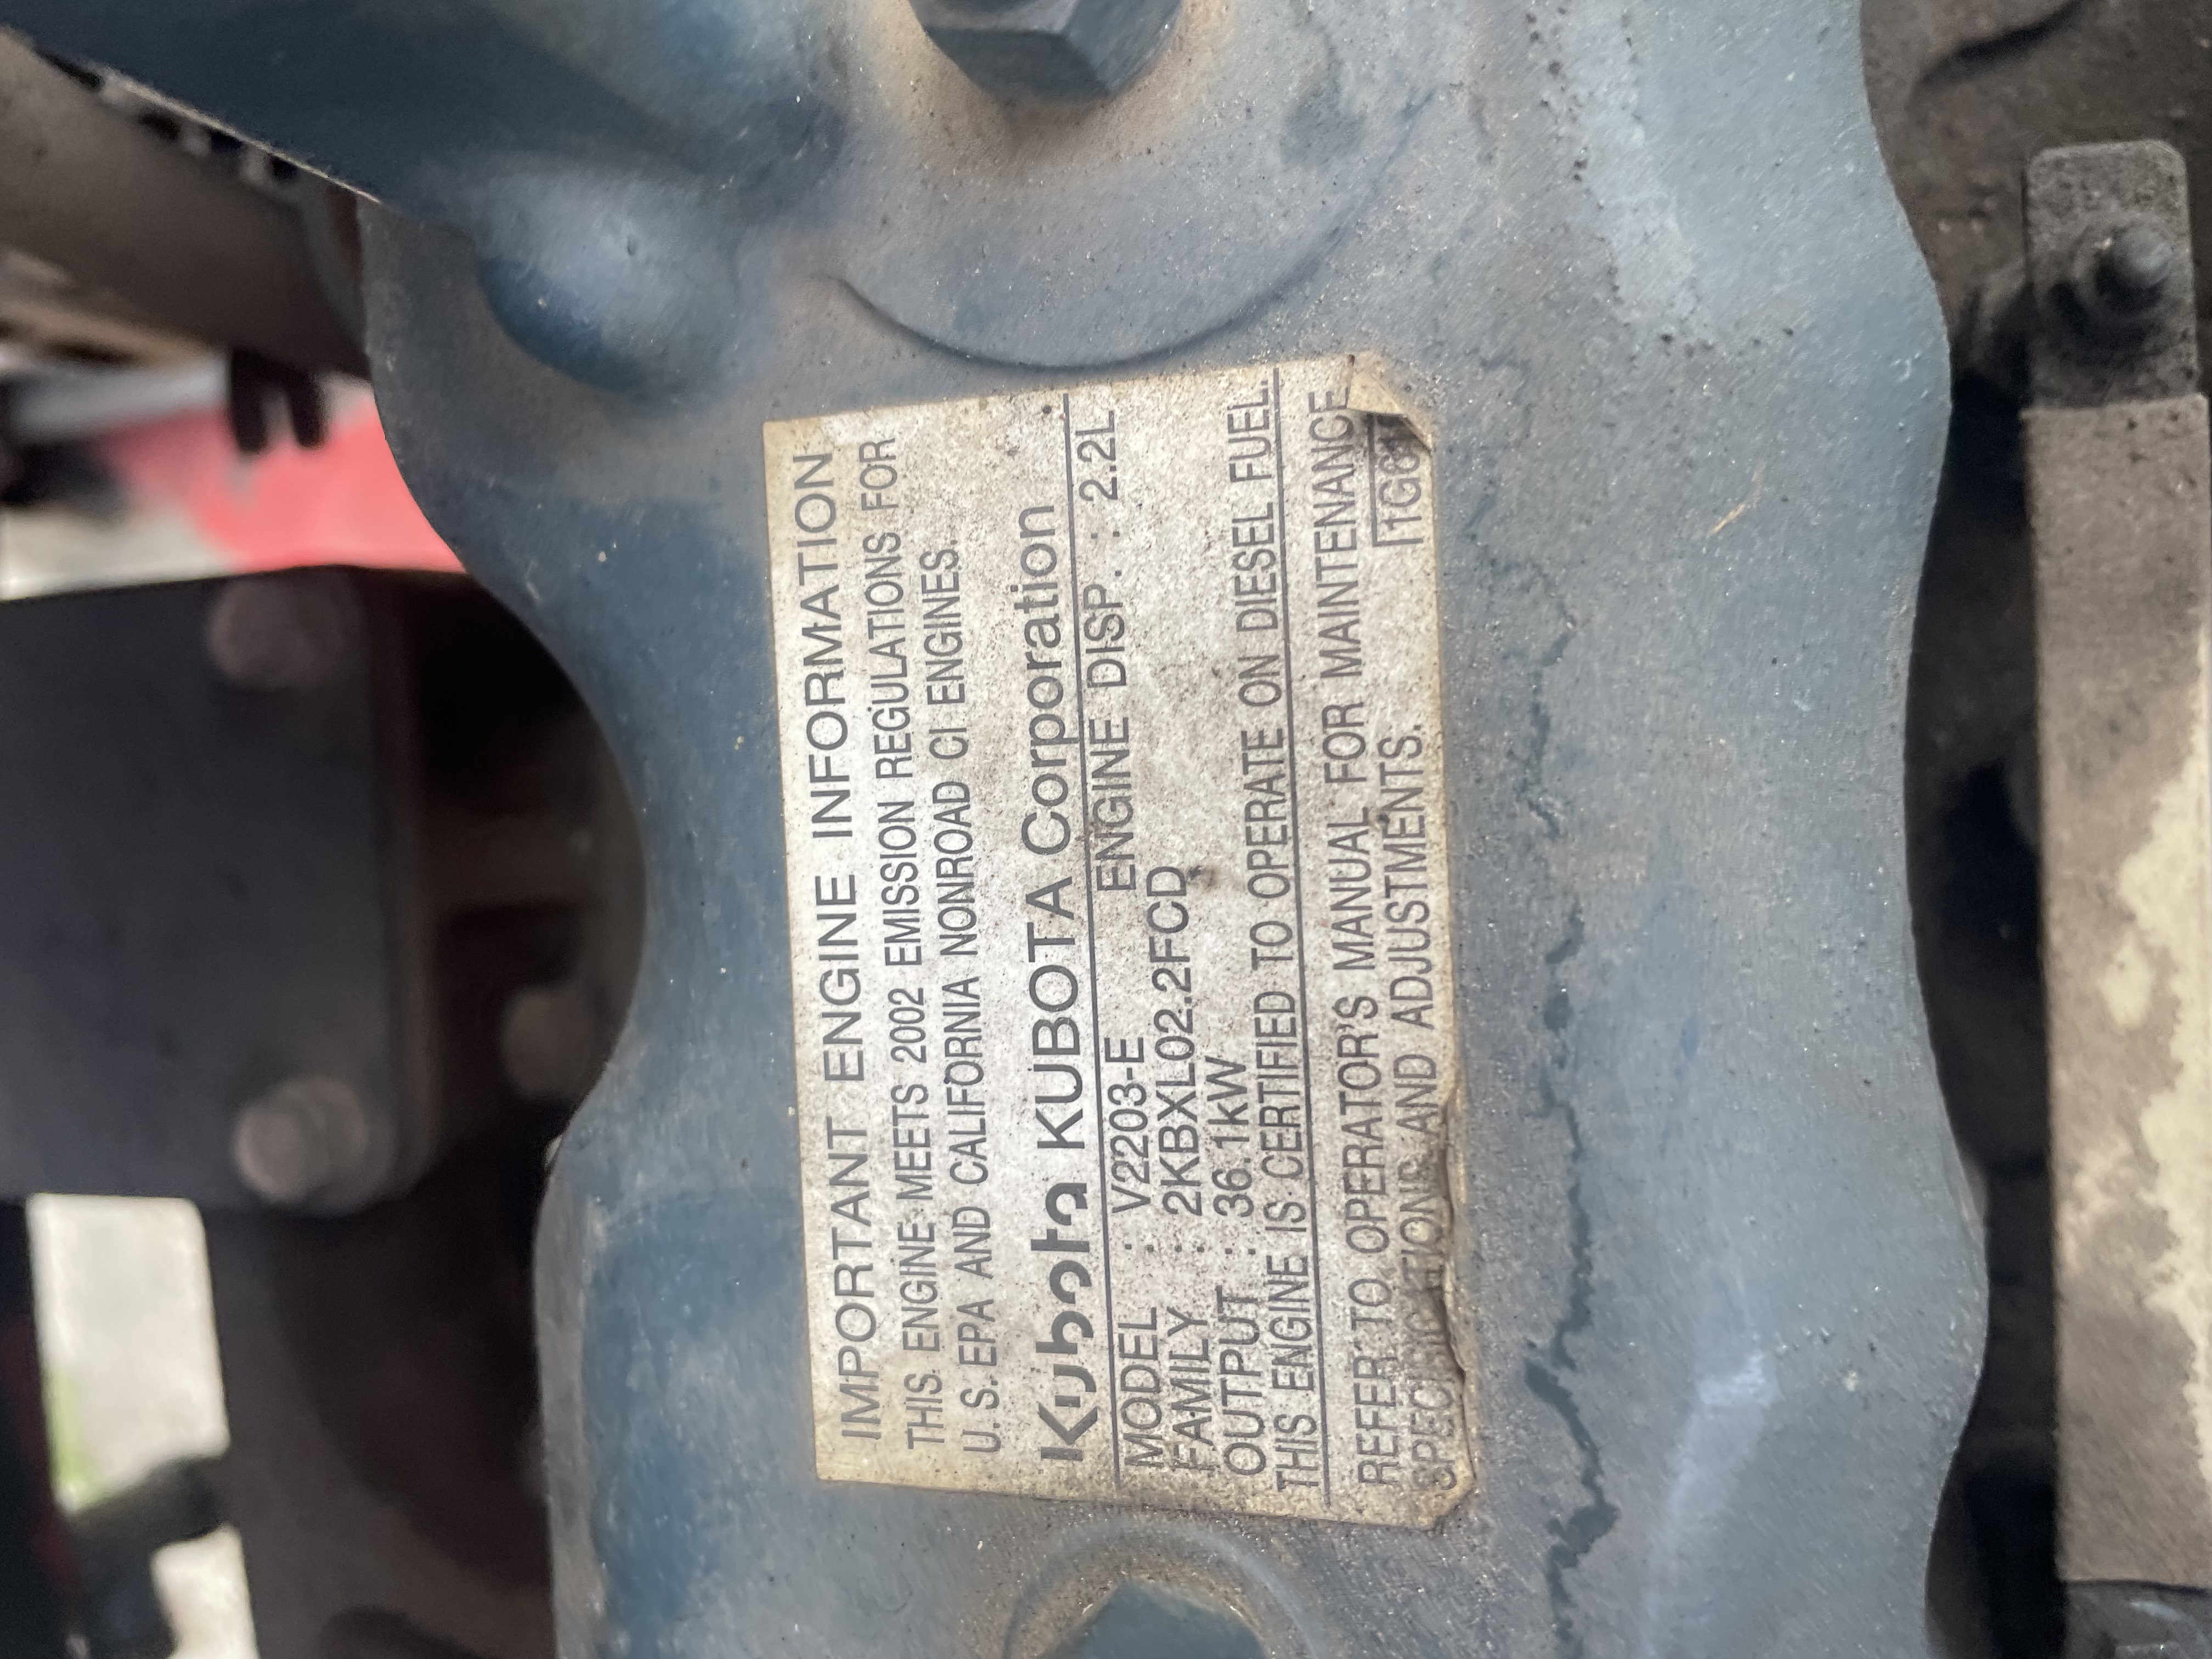 IMPORTANT ENGINE INFORMATION
THIS ENGINE MEETS 2002 EMISSION REGULATIONS FOR
U.S. EPA AND CALIFORNIA NONROAD CI ENGINES.
Kubota KUBOTA Corporation
MODEL : V2203-E ENGINE DISP. : 2.2L
FAMILY : 2KBXL02.2FCD
OUTPUT : 36.1kW
THIS ENGINE IS CERTIFIED TO OPERATE ON DIESEL FUEL.
REFER TO OPERATOR'S MANUAL FOR MAINTENANCE
SPECIFICATIONS AND ADJUSTMENTS.